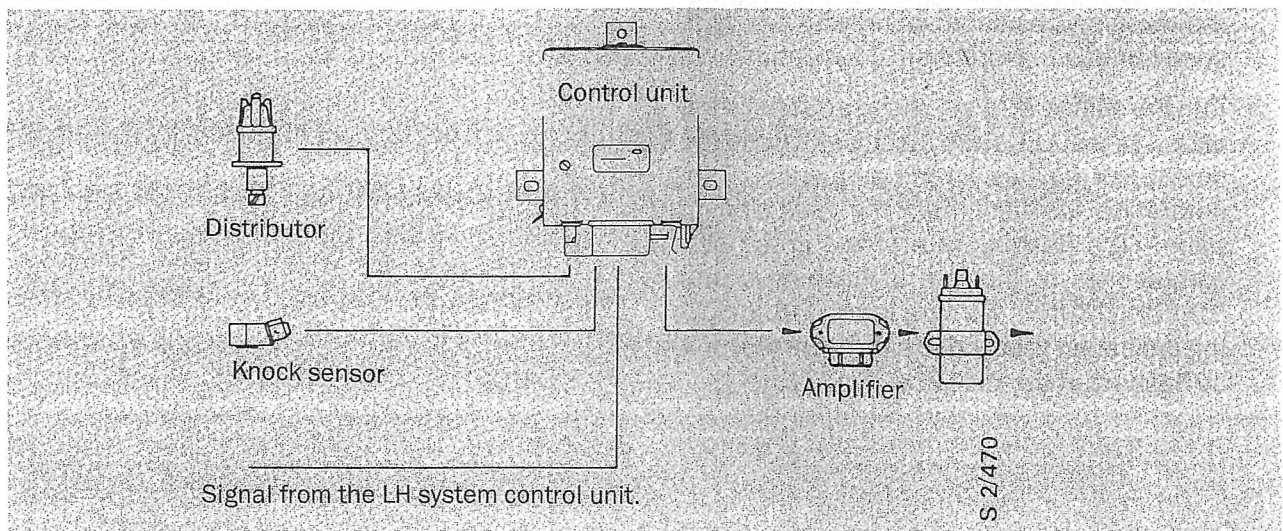 Control unit
Distributor
Knock sensor
Amplifier
Signal from the LH system control unit.
S 2/470